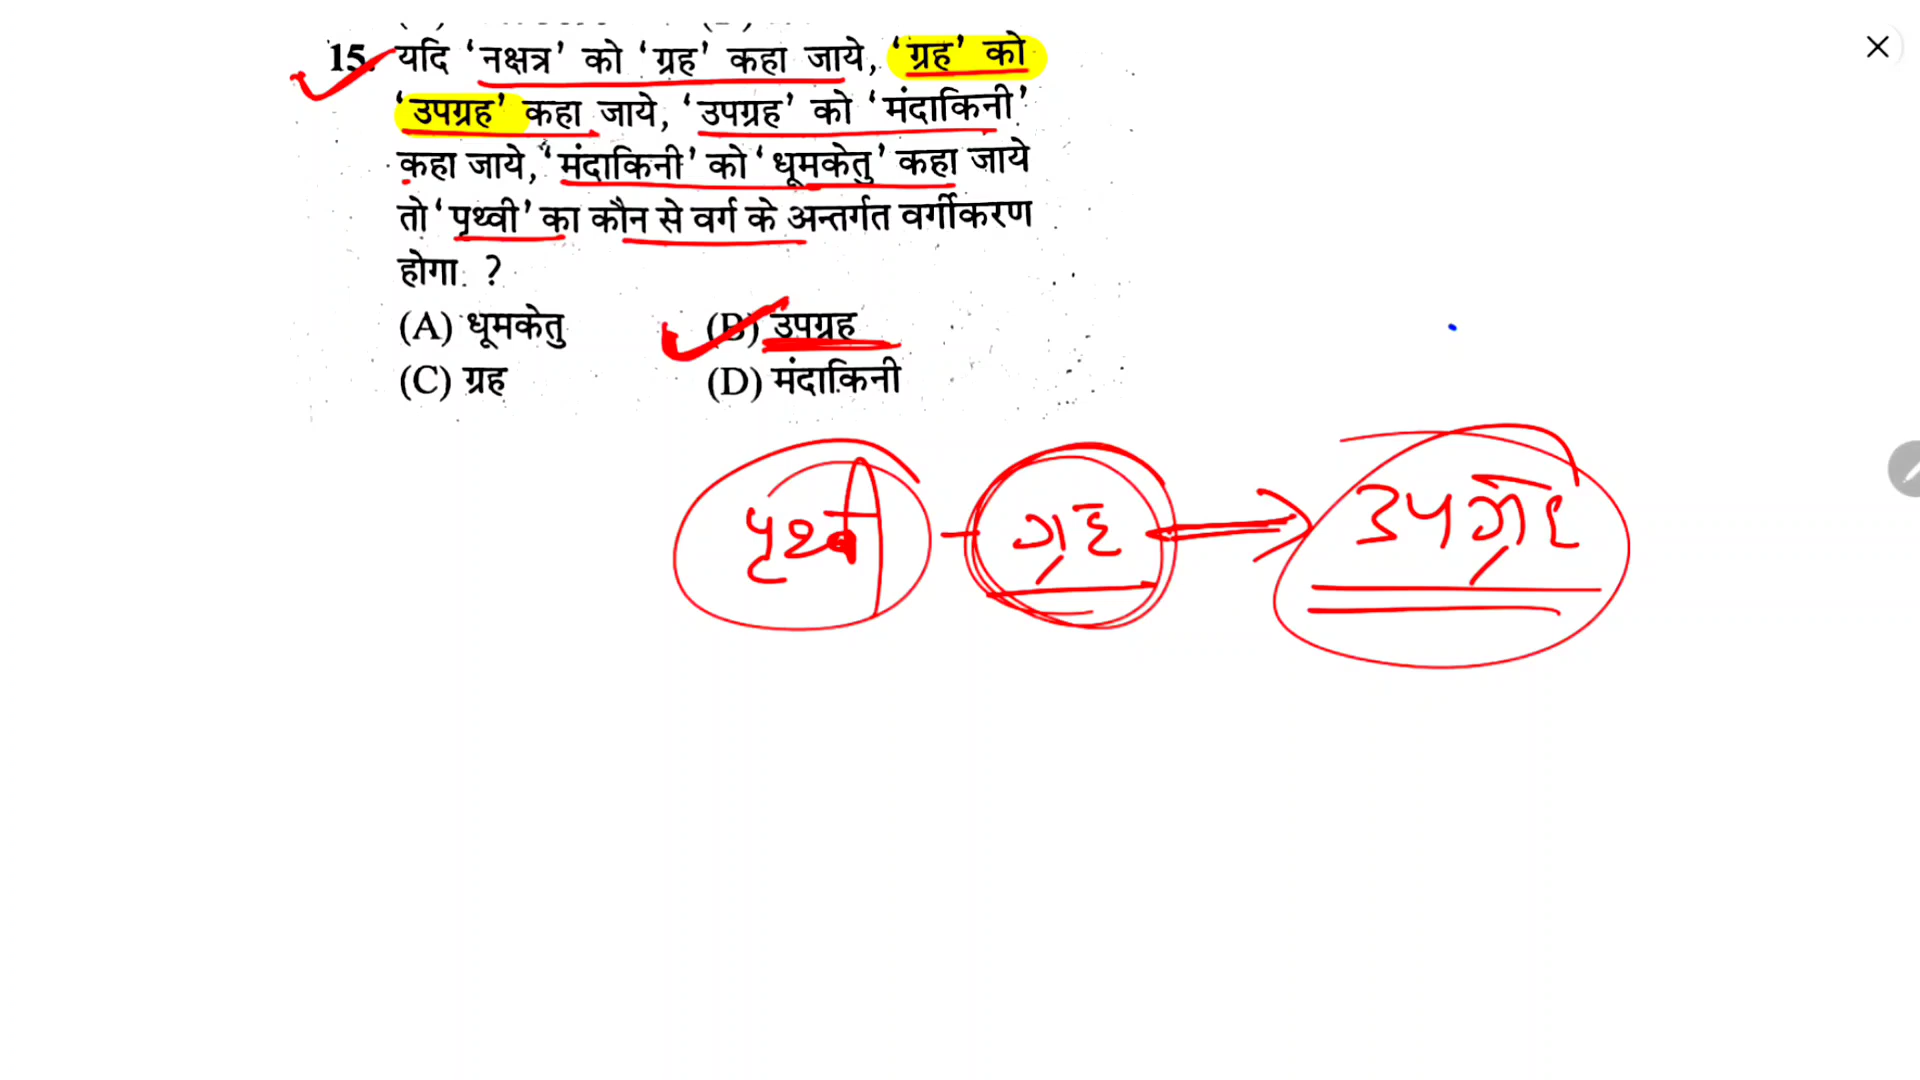 15. यदि ‘नक्षत्र’ को ‘ग्रह’ कहा जाये, ‘ग्रह’ को
‘उपग्रह’ कहा जाये, ‘उपग्रह’ को ‘मंदाकिनी’
कहा जाये, ‘मंदाकिनी’ को ‘धूमकेतु’ कहा जाये
तो ‘पृथ्वी’ का कौन से वर्ग के अन्तर्गत वर्गीकरण
होगा ?
(A) धूमकेतु (B) उपग्रह
(C) ग्रह (D) मंदाकिनी
पृथ्वी - ग्रह ⇒ उपग्रह